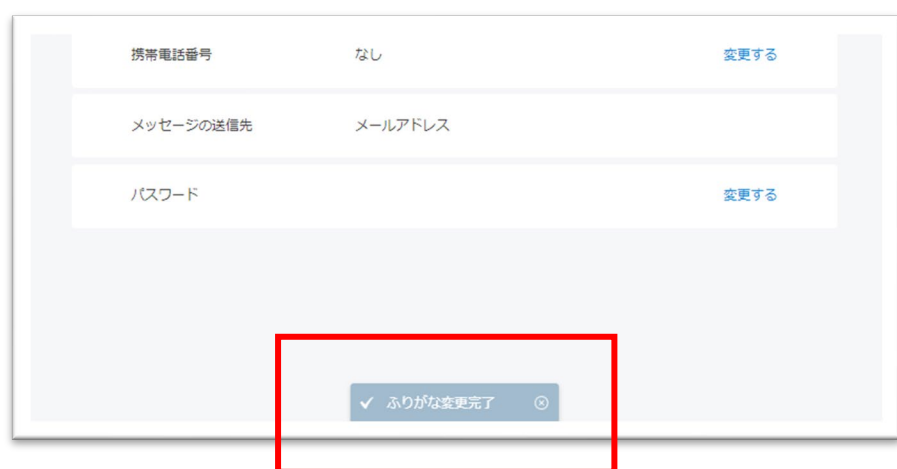 携帯電話番号 なし 変更する
メッセージの送信先 メールアドレス
パスワード 変更する
ふりがな変更完了